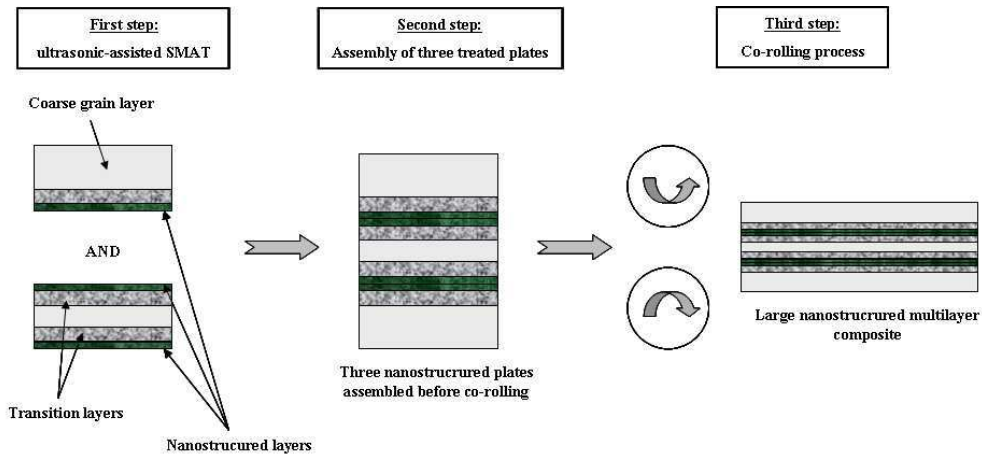 First step:
ultrasonic-assisted SMAT
Second step:
Assembly of three treated plates
Third step:
Co-rolling process
Coarse grain layer
AND
Transition layers
Nanostrucured layers
Three nanostrucrured plates
assembled before co-rolling
Large nanostrucrured multilayer
composite